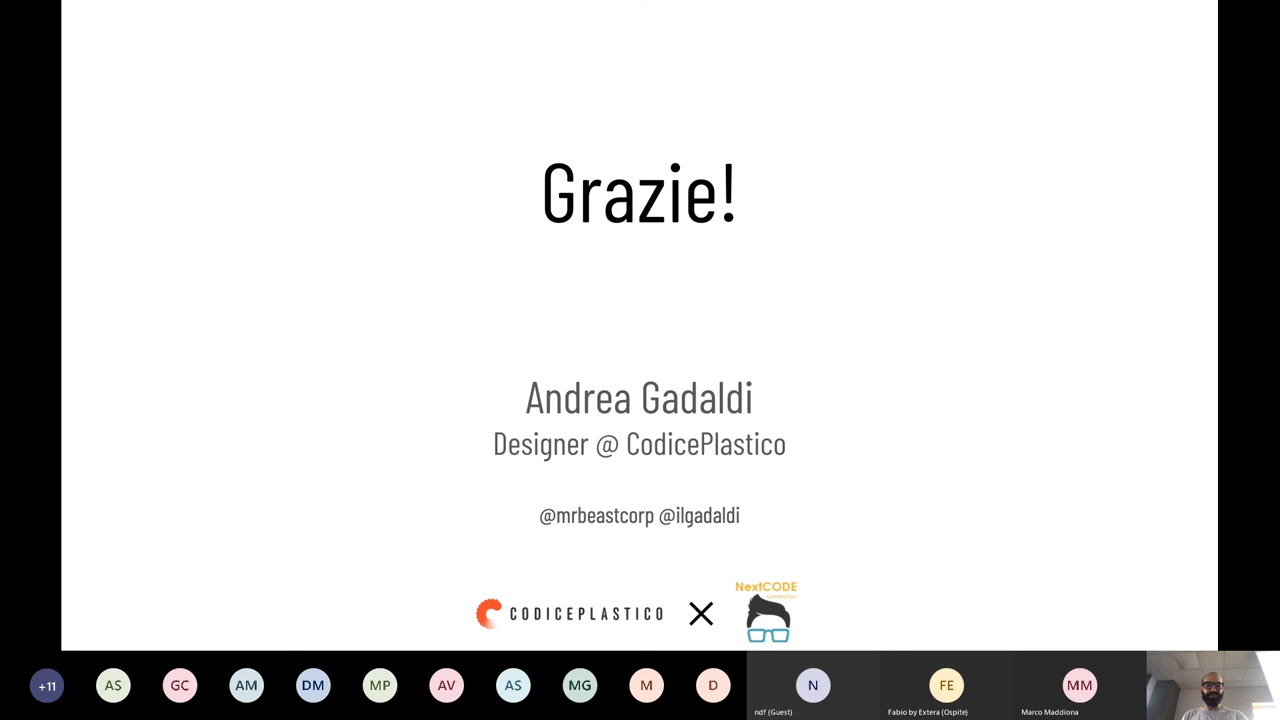 Grazie!
Andrea Gadaldi
Designer @ CodicePlastico
@mrbeastcorp @ilgadaldi
CODICEPLASTICO
NextCODE
Generation
+11
AS
GC
AM
DM
MP
AV
AS
MG
M
D
N
FE
MM
ndf (Guest)
Fabio by Extera (Ospite)
Marco Maddiona